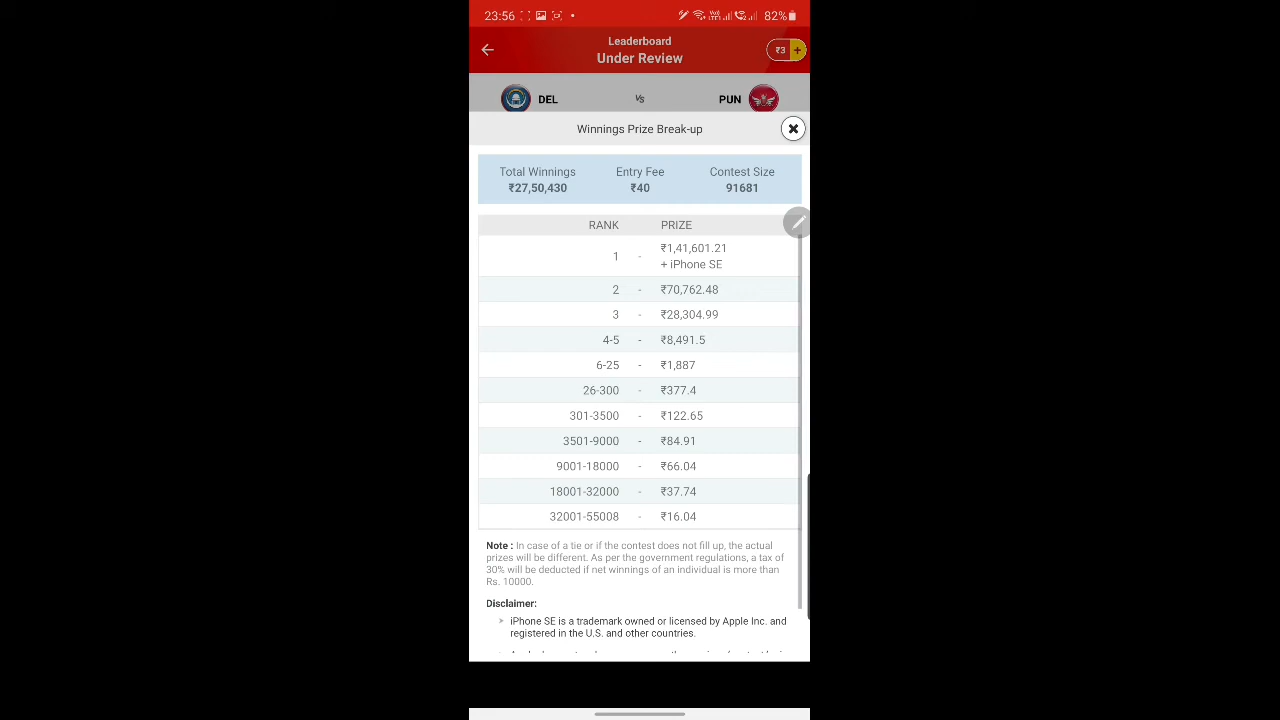 23:56 82%
Leaderboard
Under Review
₹3 +
DEL Vs PUN
Winnings Prize Break-up
Total Winnings Entry Fee Contest Size
₹27,50,430 ₹40 91681
RANK PRIZE
1 - ₹1,41,601.21
+ iPhone SE
2 - ₹70,762.48
3 - ₹28,304.99
4-5 - ₹8,491.5
6-25 - ₹1,887
26-300 - ₹377.4
301-3500 - ₹122.65
3501-9000 - ₹84.91
9001-18000 - ₹66.04
18001-32000 - ₹37.74
32001-55008 - ₹16.04
Note : In case of a tie or if the contest does not fill up, the actual
prizes will be different. As per the government regulations, a tax of
30% will be deducted if net winnings of an individual is more than
Rs. 10000.
Disclaimer:
iPhone SE is a trademark owned or licensed by Apple Inc. and
registered in the U.S. and other countries.